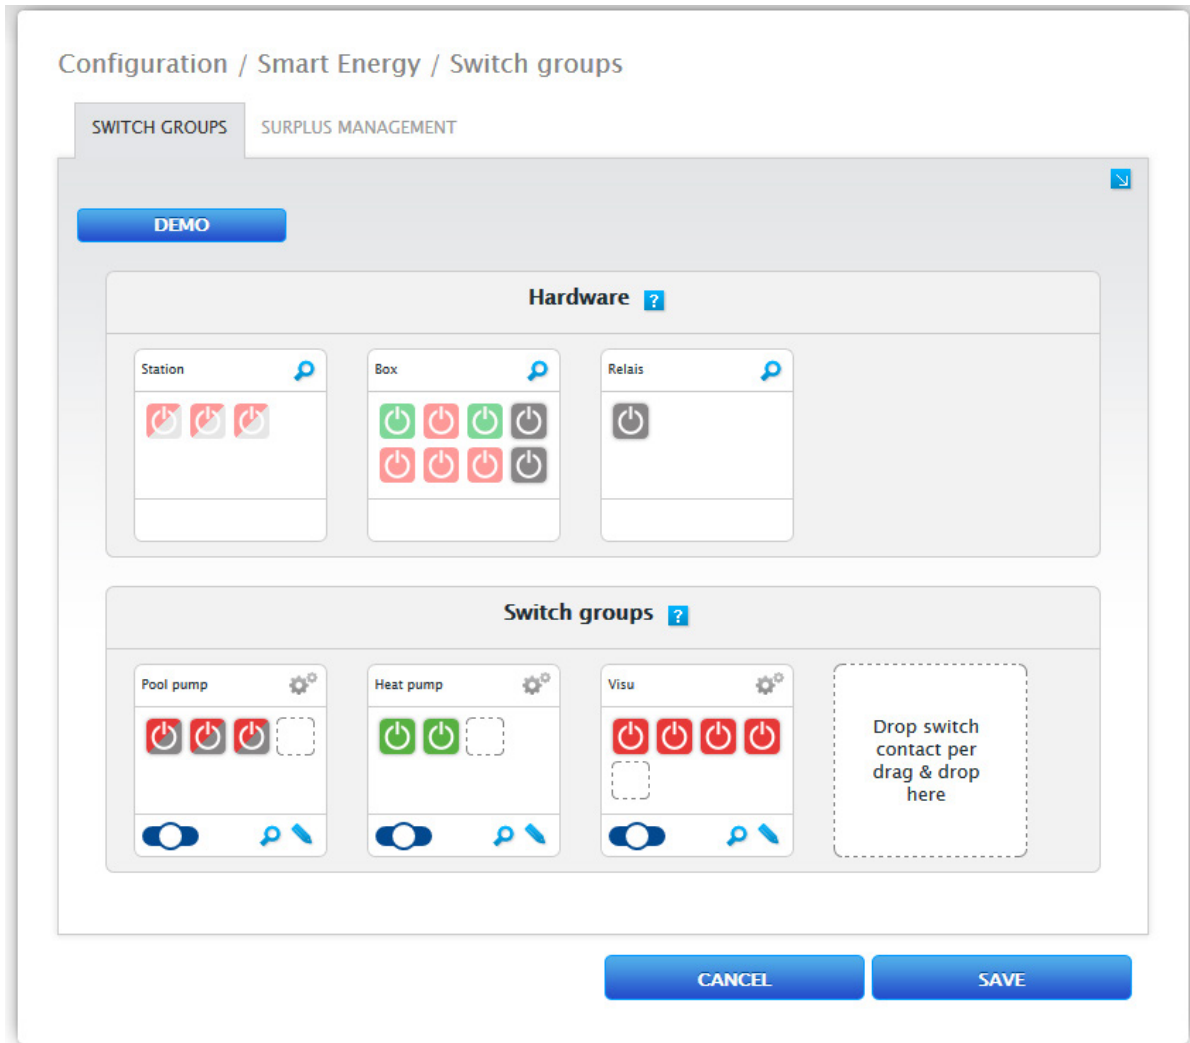 Configuration / Smart Energy / Switch groups
SWITCH GROUPS SURPLUS MANAGEMENT
DEMO
Hardware ?
Station Box Relais
Switch groups ?
Pool pump Heat pump Visu
Drop switch
contact per
drag & drop
here
CANCEL SAVE